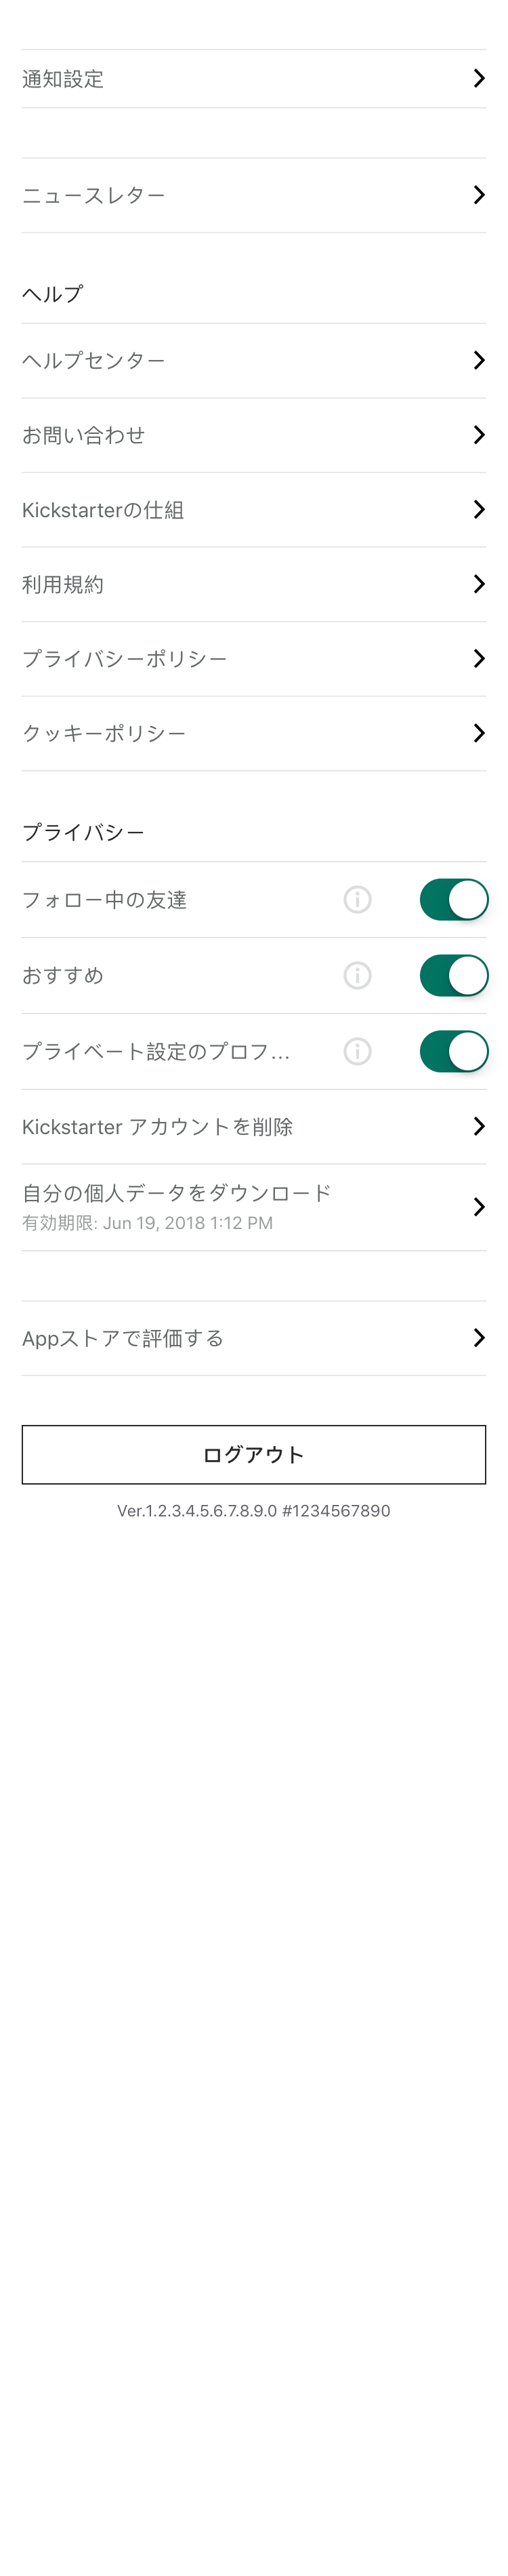 通知設定
ニュースレター
ヘルプ
ヘルプセンター
お問い合わせ
Kickstarterの仕組
利用規約
プライバシーポリシー
クッキーポリシー
プライバシー
フォロー中の友達
おすすめ
プライベート設定のプロフ...
Kickstarter アカウントを削除
自分の個人データをダウンロード
有効期限: Jun 19, 2018 1:12 PM
Appストアで評価する
ログアウト
Ver.1.2.3.4.5.6.7.8.9.0 #1234567890